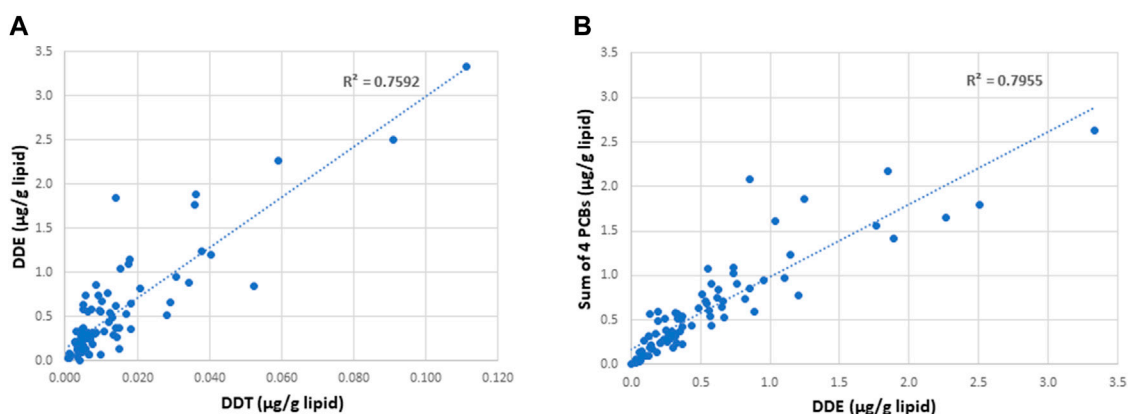 A
3.5
3.0
2.5
2.0
1.5
1.0
0.5
0.0
DDE (µg/g lipid)
R² = 0.7592
0.000 0.020 0.040 0.060 0.080 0.100 0.120
DDT (µg/g lipid)
B
3.5
3.0
2.5
2.0
1.5
1.0
0.5
0.0
Sum of 4 PCBs (µg/g lipid)
R² = 0.7955
0.0 0.5 1.0 1.5 2.0 2.5 3.0 3.5
DDE (µg/g lipid)